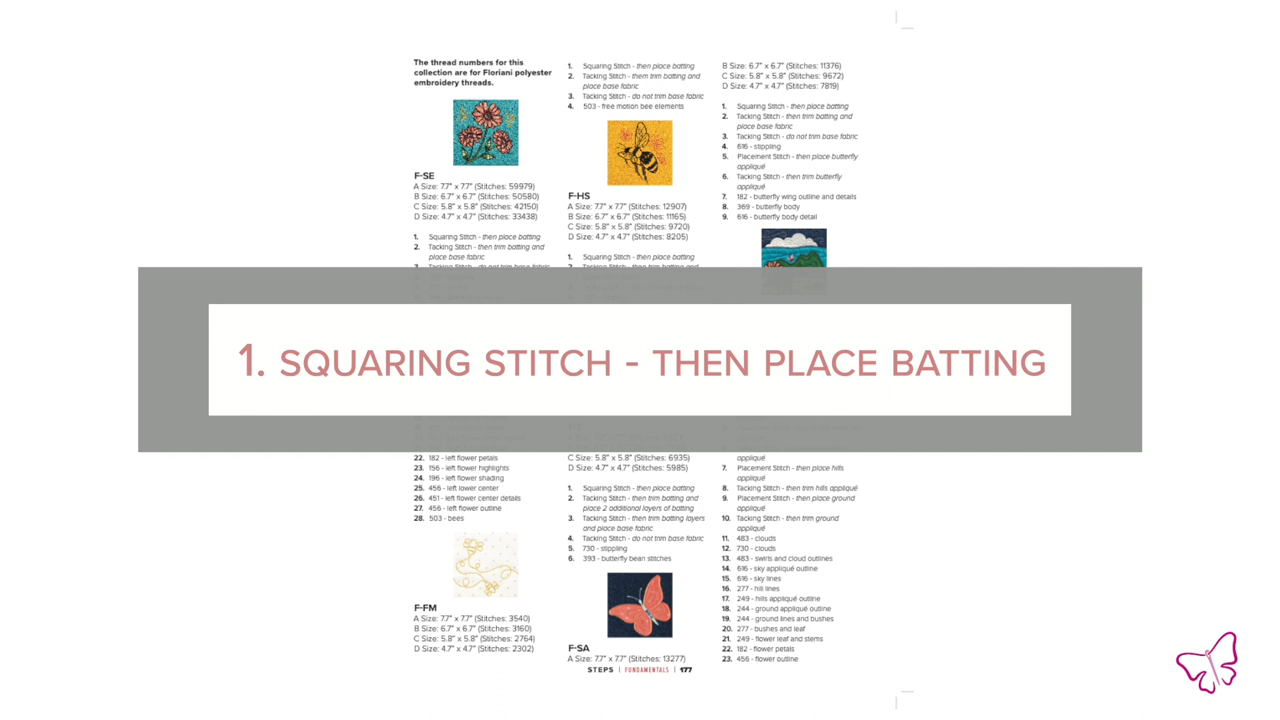 The thread numbers for this
collection are for Floriani polyester
embroidery threads.
F-SE
A Size: 7.7" x 7.7" (Stitches: 59979)
B Size: 6.7" x 6.7" (Stitches: 50580)
C Size: 5.8" x 5.8" (Stitches: 42150)
D Size: 4.7" x 4.7" (Stitches: 33438)
1. Squaring Stitch - then place batting
2. Tacking Stitch - then trim batting and
place base fabric
3. Tacking Stitch - do not trim base fabric
22. 182 - left flower petals
23. 156 - left flower highlights
24. 196 - left flower shading
25. 456 - left lower center
26. 451 - left flower center details
27. 456 - left flower outline
28. 503 - bees
F-FM
A Size: 7.7" x 7.7" (Stitches: 3540)
B Size: 6.7" x 6.7" (Stitches: 3160)
C Size: 5.8" x 5.8" (Stitches: 2764)
D Size: 4.7" x 4.7" (Stitches: 2302)
1. Squaring Stitch - then place batting
2. Tacking Stitch - them trim batting and
place base fabric
3. Tacking Stitch - do not trim base fabric
4. 503 - free motion bee elements
F-HS
A Size: 7.7" x 7.7" (Stitches: 12907)
B Size: 6.7" x 6.7" (Stitches: 11165)
C Size: 5.8" x 5.8" (Stitches: 9720)
D Size: 4.7" x 4.7" (Stitches: 8205)
1. Squaring Stitch - then place batting
2. Tacking Stitch - then trim batting and
C Size: 5.8" x 5.8" (Stitches: 6935)
D Size: 4.7" x 4.7" (Stitches: 5985)
1. Squaring Stitch - then place batting
2. Tacking Stitch - then trim batting and
place 2 additional layers of batting
3. Tacking Stitch - then trim batting layers
and place base fabric
4. Tacking Stitch - do not trim base fabric
5. 730 - stippling
6. 393 - butterfly bean stitches
F-SA
A Size: 7.7" x 7.7" (Stitches: 13277)
B Size: 6.7" x 6.7" (Stitches: 11376)
C Size: 5.8" x 5.8" (Stitches: 9672)
D Size: 4.7" x 4.7" (Stitches: 7819)
1. Squaring Stitch - then place batting
2. Tacking Stitch - then trim batting and
place base fabric
3. Tacking Stitch - do not trim base fabric
4. 616 - stippling
5. Placement Stitch - then place butterfly
appliqué
6. Tacking Stitch - then trim butterfly
appliqué
7. 182 - butterfly wing outline and details
8. 369 - butterfly body
9. 616 - butterfly body detail
1. SQUARING STITCH - THEN PLACE BATTING
appliqué
7. Placement Stitch - then place hills
appliqué
8. Tacking Stitch - then trim hills appliqué
9. Placement Stitch - then place ground
appliqué
10. Tacking Stitch - then trim ground
appliqué
11. 483 - clouds
12. 730 - clouds
13. 483 - swirls and cloud outlines
14. 616 - sky appliqué outline
15. 616 - sky lines
16. 277 - hill lines
17. 249 - hills appliqué outline
18. 244 - ground appliqué outline
19. 244 - ground lines and bushes
20. 277 - bushes and leaf
21. 249 - flower leaf and stems
22. 182 - flower petals
23. 456 - flower outline
STEPS | FUNDAMENTALS | 177